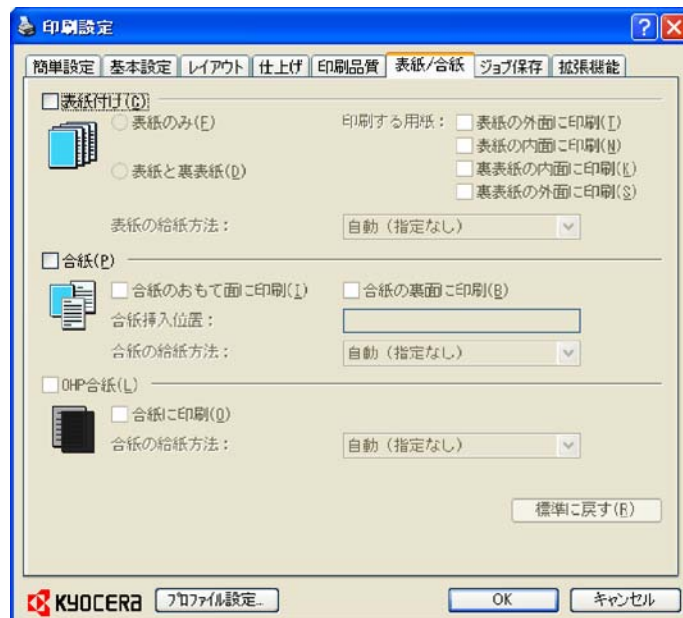 印刷設定
簡単設定 基本設定 レイアウト 仕上げ 印刷品質 表紙/合紙 ジョブ保存 拡張機能
表紙付け(C)
表紙のみ(F) 印刷する用紙： 表紙の外面に印刷(T)
表紙の内面に印刷(N)
表紙と裏表紙(D) 裏表紙の内面に印刷(K)
裏表紙の外面に印刷(S)
表紙の給紙方法： 自動（指定なし）
合紙(P)
合紙のおもて面に印刷(I) 合紙の裏面に印刷(B)
合紙挿入位置：
合紙の給紙方法： 自動（指定なし）
OHP合紙(L)
合紙に印刷(O)
合紙の給紙方法： 自動（指定なし）
標準に戻す(R)
KYOCERA プロファイル設定... OK キャンセル